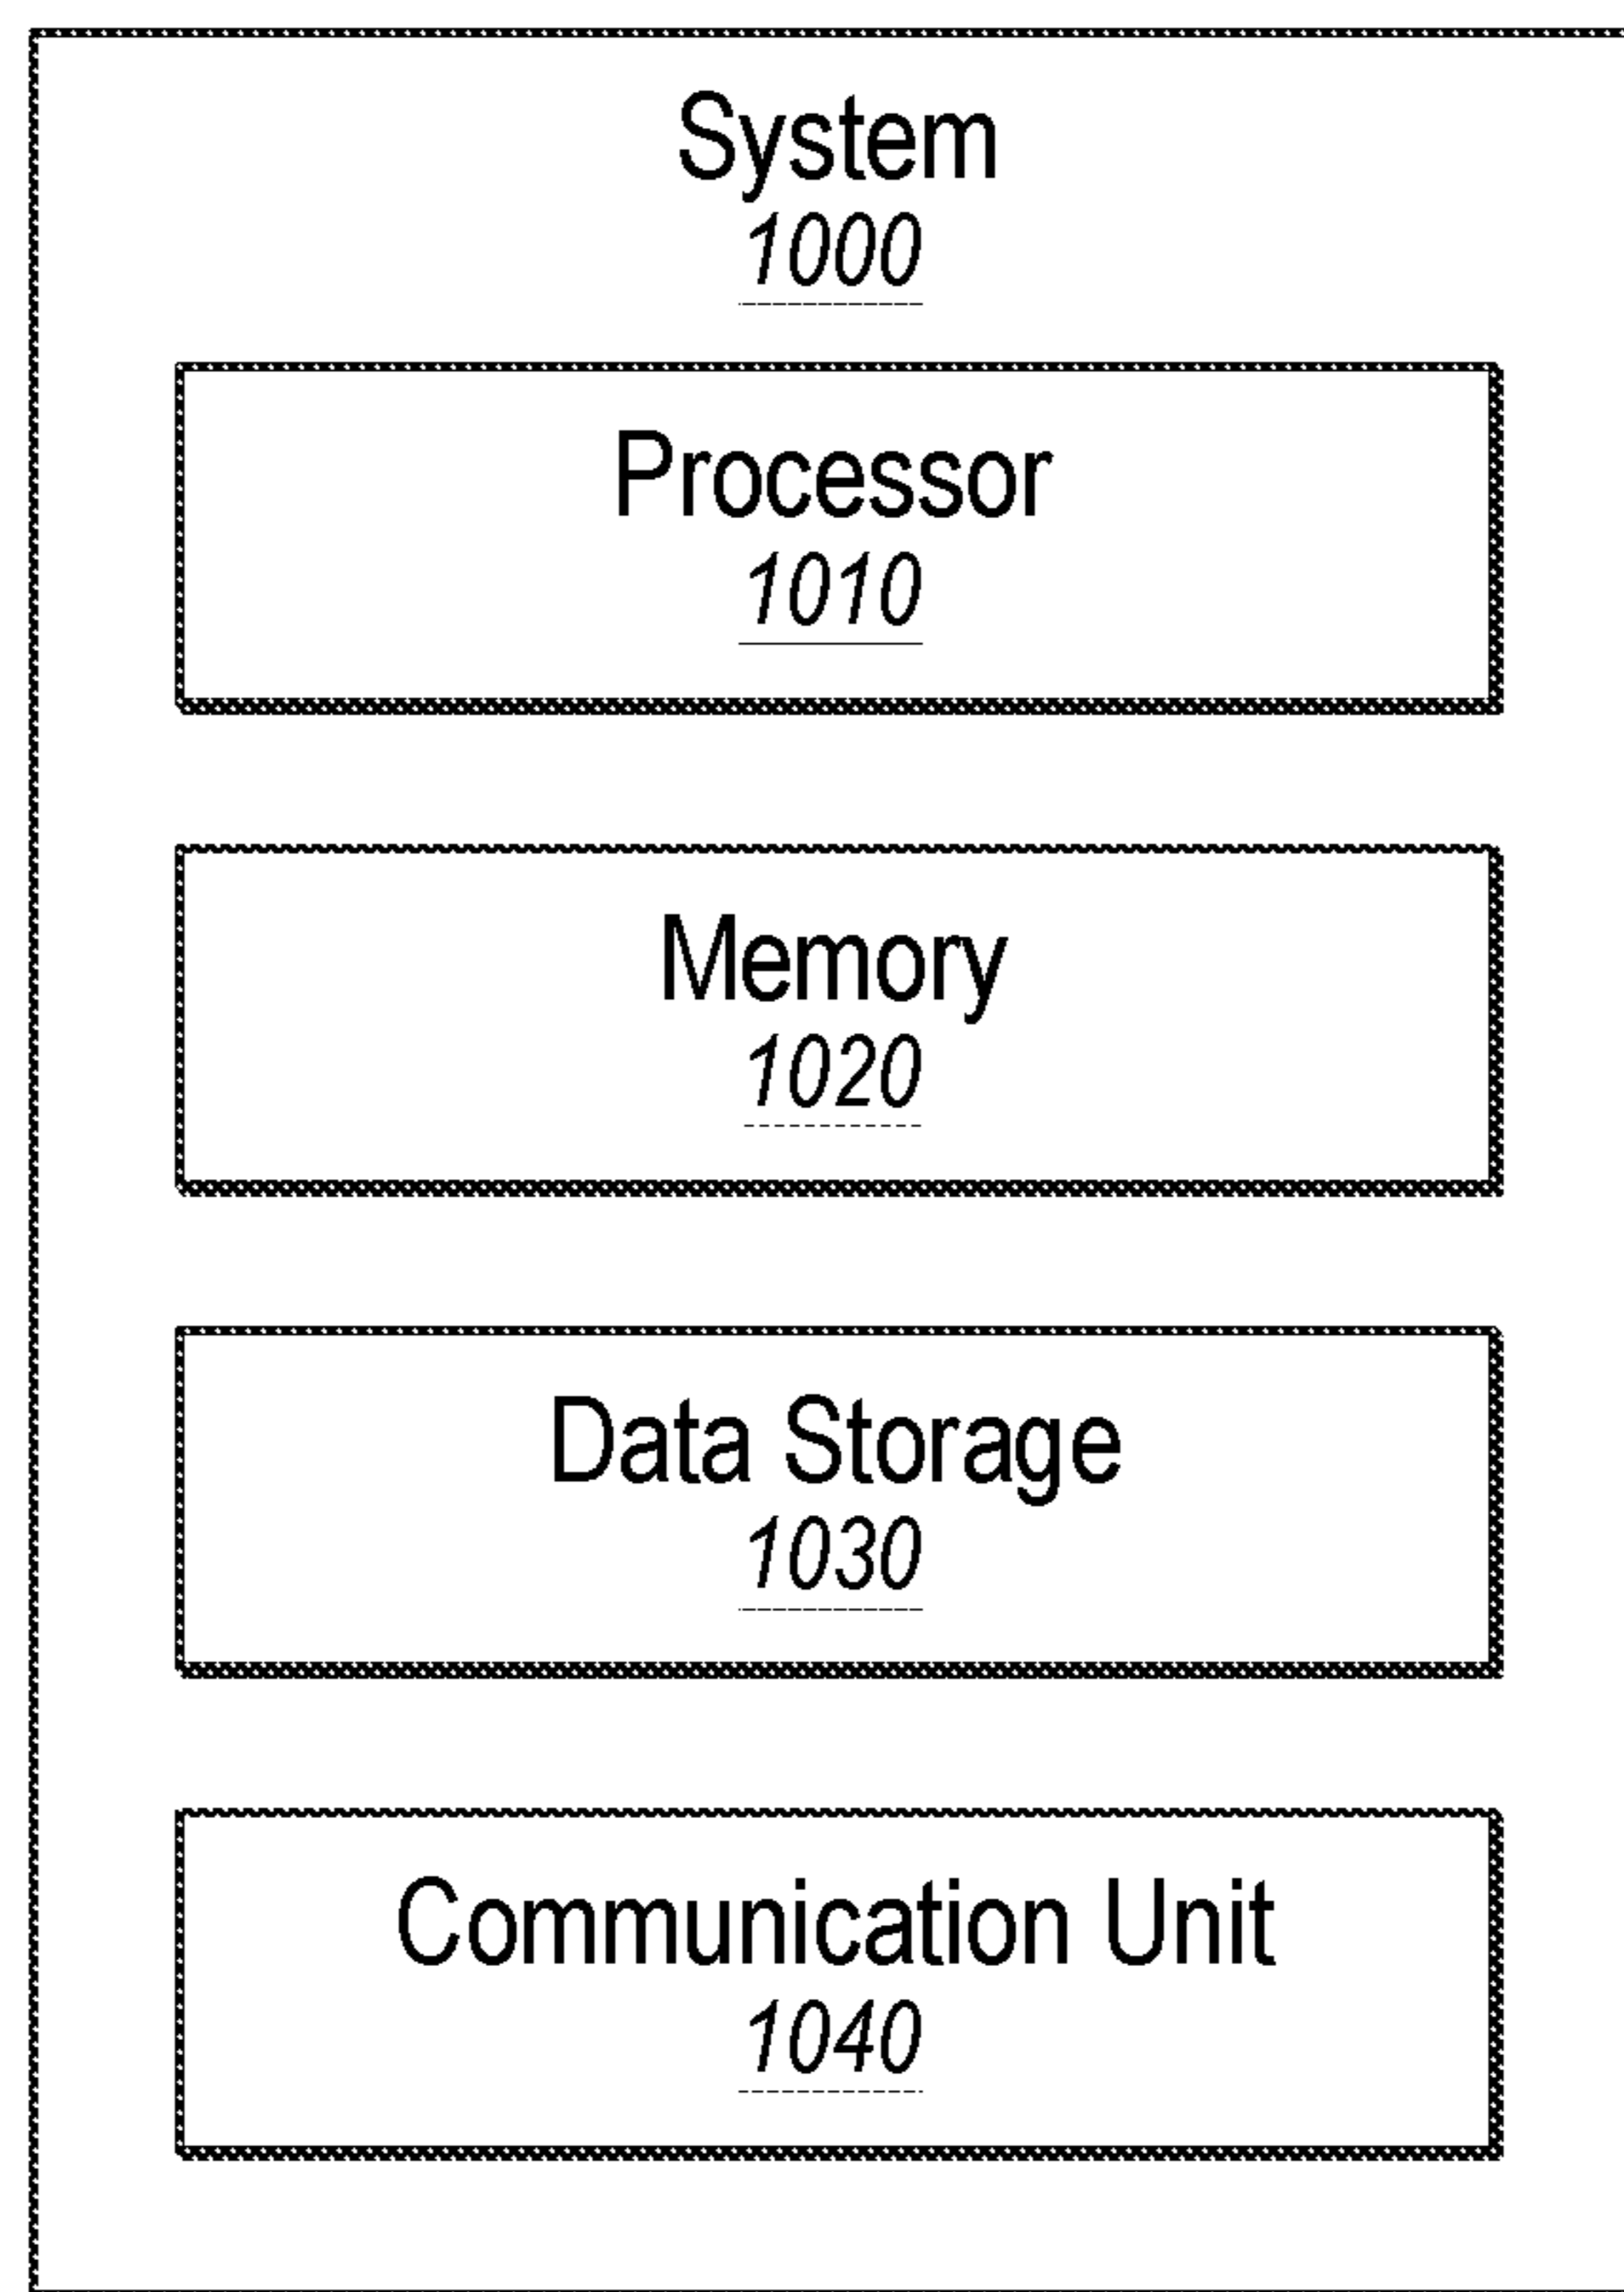 System
1000
Processor
1010
Memory
1020
Data Storage
1030
Communication Unit
1040